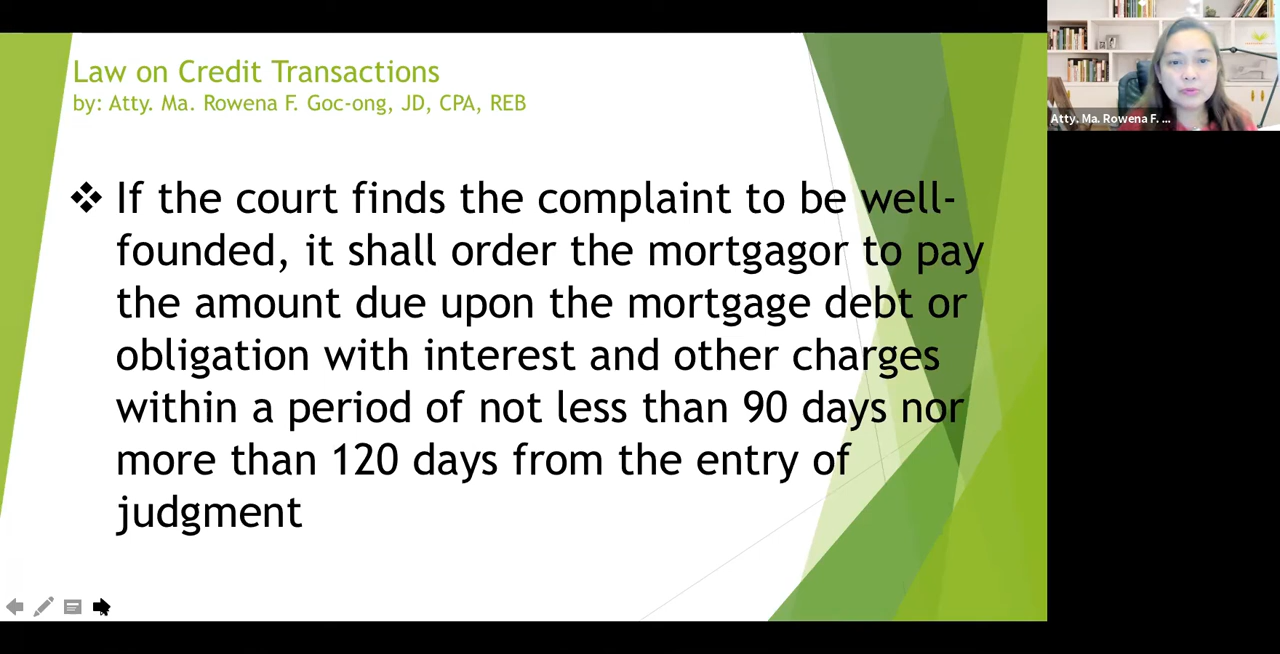 Law on Credit Transactions
by: Atty. Ma. Rowena F. Goc-ong, JD, CPA, REB
If the court finds the complaint to be well-
founded, it shall order the mortgagor to pay
the amount due upon the mortgage debt or
obligation with interest and other charges
within a period of not less than 90 days nor
more than 120 days from the entry of
judgment
Atty. Ma. Rowena F. ...